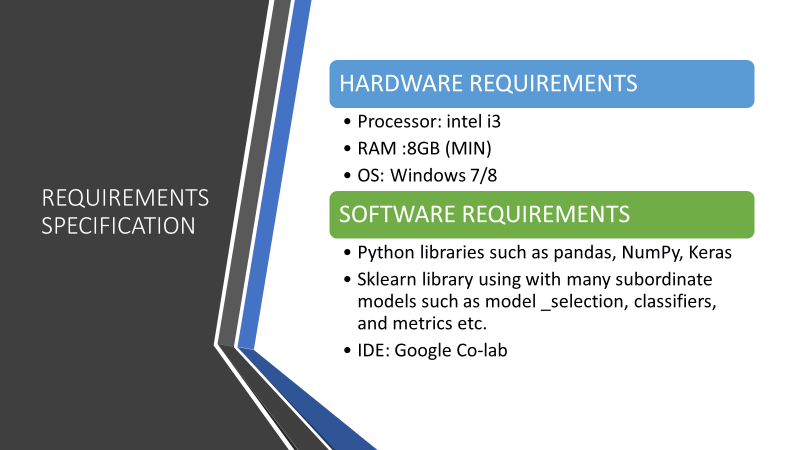 REQUIREMENTS
SPECIFICATION
HARDWARE REQUIREMENTS
• Processor: intel i3
• RAM :8GB (MIN)
• OS: Windows 7/8
SOFTWARE REQUIREMENTS
• Python libraries such as pandas, NumPy, Keras
• Sklearn library using with many subordinate
models such as model _selection, classifiers,
and metrics etc.
• IDE: Google Co-lab